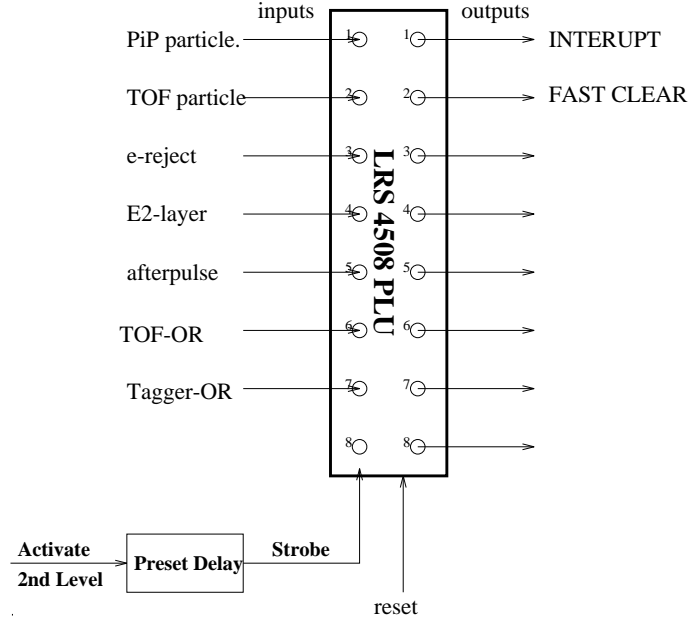 inputs outputs
PiP particle. 1 1 INTERUPT
TOF particle 2 2 FAST CLEAR
e-reject 3 3
E2-layer 4 4
afterpulse 5 5
TOF-OR 6 6
Tagger-OR 7 7
8 8
LRS 4508 PLU
Activate
2nd Level
Preset Delay
Strobe
reset